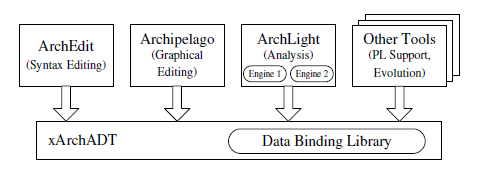 ArchEdit
(Syntax Editing)
Archipelago
(Graphical
Editing)
ArchLight
(Analysis)
Engine 1
Engine 2
Other Tools
(PL Support,
Evolution)
xArchADT
Data Binding Library